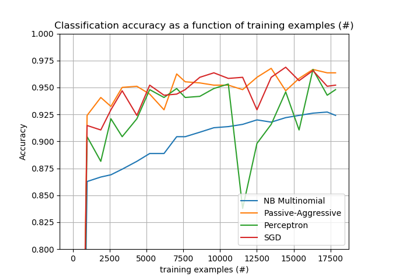 Classification accuracy as a function of training examples (#)
1.000
0.975
0.950
0.925
0.900
0.875
0.850
0.825
0.800
Accuracy
NB Multinomial
Passive-Aggressive
Perceptron
SGD
0 2500 5000 7500 10000 12500 15000 17500
training examples (#)